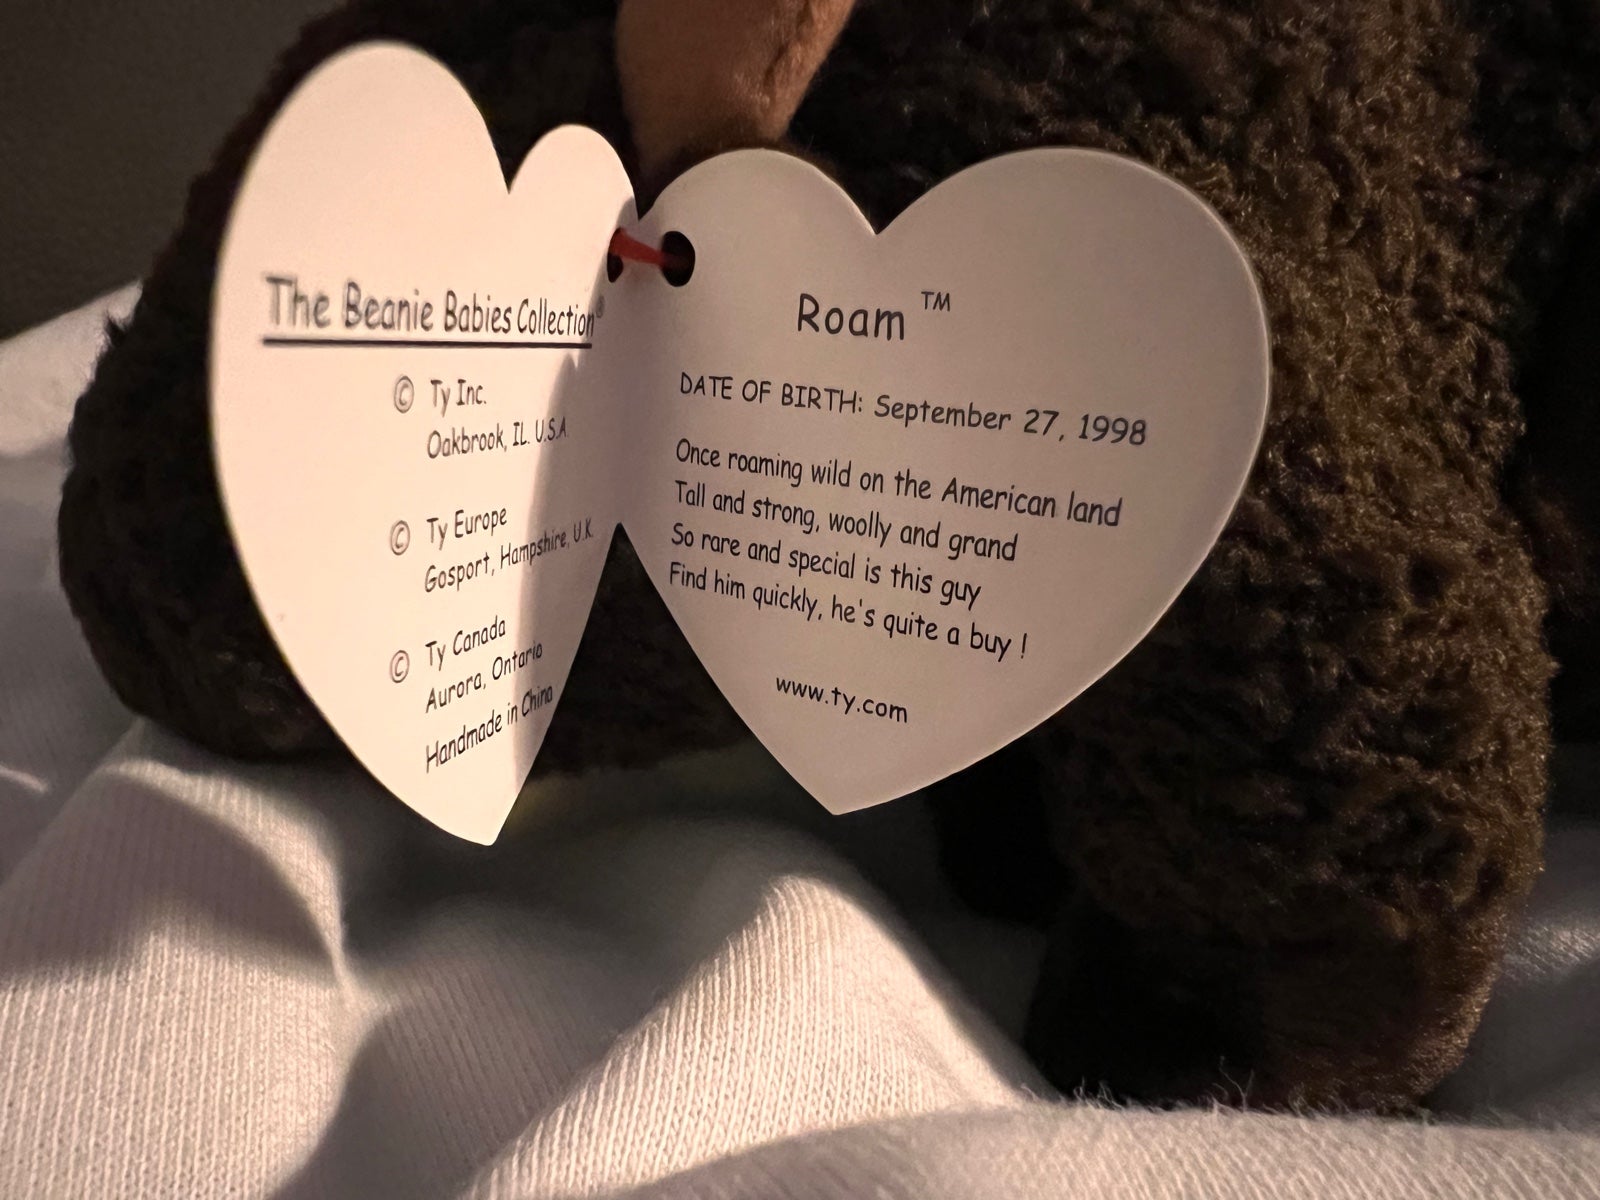 The Beanie Babies Collection®
© Ty Inc.
Oakbrook, IL. U.S.A.
© Ty Europe
Gosport, Hampshire, U.K.
© Ty Canada
Aurora, Ontario
Handmade in China
Roam ™
DATE OF BIRTH: September 27, 1998
Once roaming wild on the American land
Tall and strong, woolly and grand
So rare and special is this guy
Find him quickly, he's quite a buy !
www.ty.com